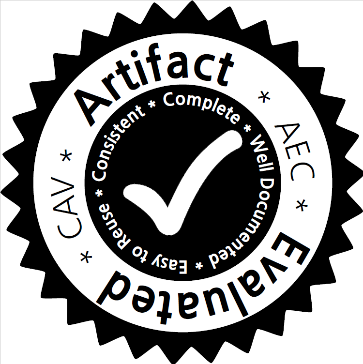 Artifact * AEC * Evaluated * CAV *
Consistent * Complete * Well Documented * Easy to Reuse *